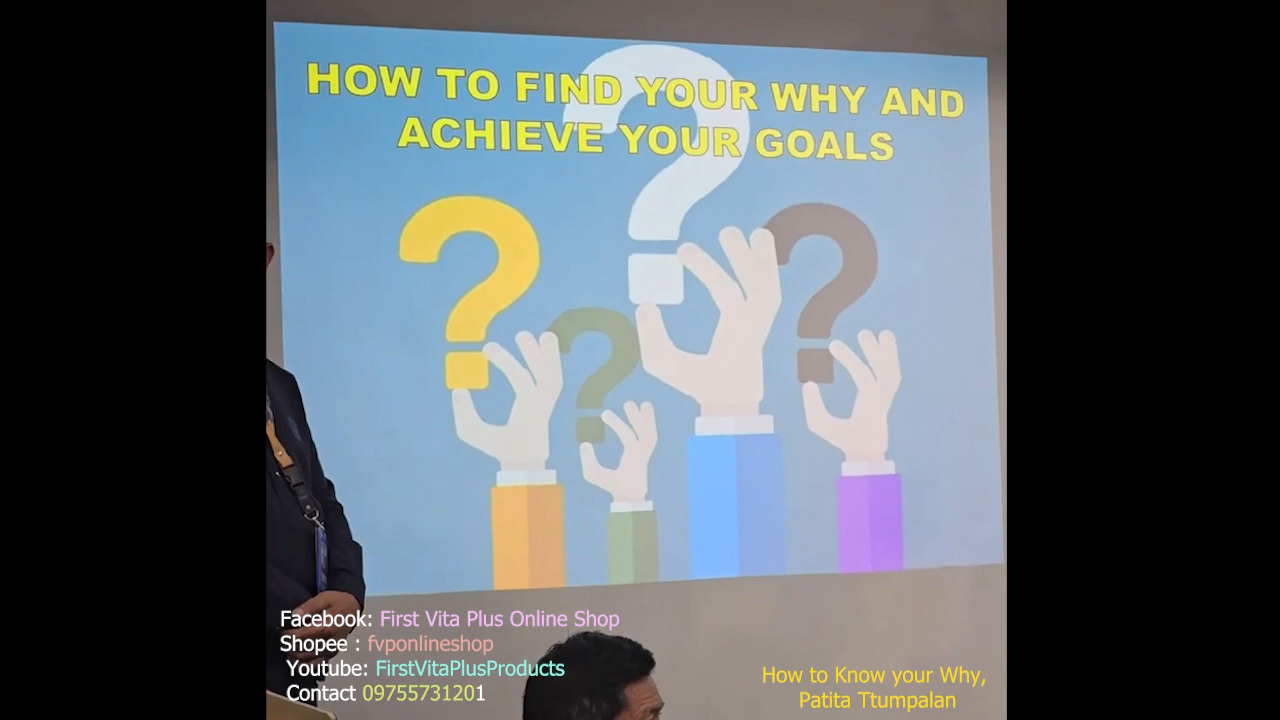 HOW TO FIND YOUR WHY AND
ACHIEVE YOUR GOALS
Facebook: First Vita Plus Online Shop
Shopee : fvponlineshop
Youtube: FirstVitaPlusProducts
Contact 09755731201
How to Know your Why,
Patita Ttumpalan